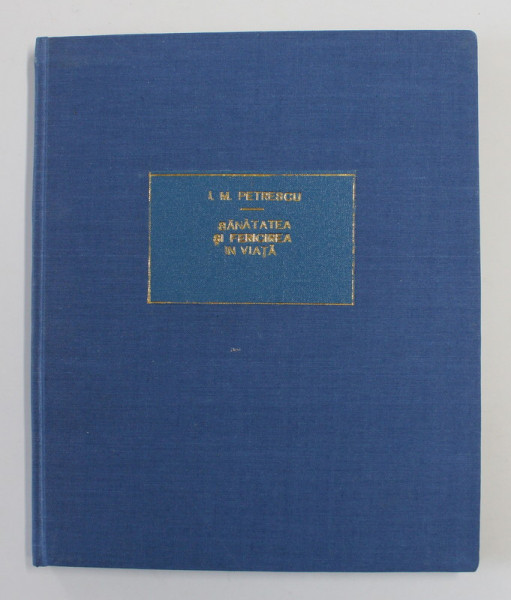 I. M. PETRESCU
SĂNĂTATEA
ŞI FERICIREA
ÎN VIAŢĂ